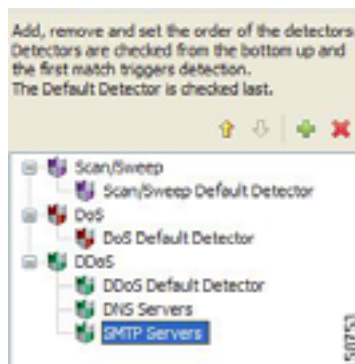 Add, remove and set the order of the detectors
Detectors are checked from the bottom up and
the first match triggers detection.
The Default Detector is checked last.
Scan/Sweep
Scan/Sweep Default Detector
DoS
DoS Default Detector
DDoS
DDoS Default Detector
DNS Servers
SMTP Servers